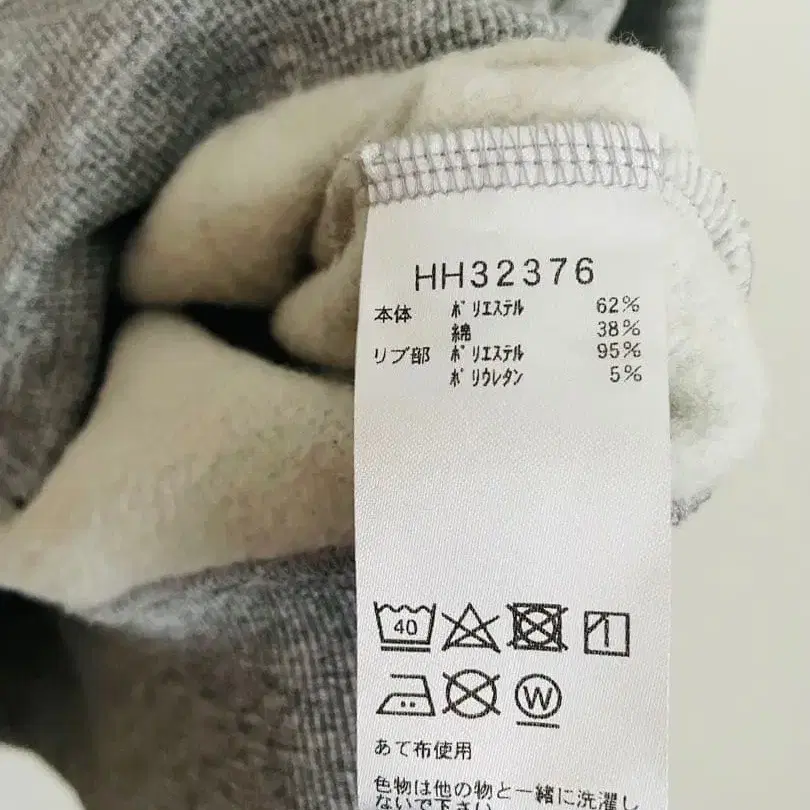 HH32376
本体 ポリエステル 62%
綿 38%
リブ部 ポリエステル 95%
ポリウレタン 5%
40
W
あて布使用
色物は他の物と一緒に洗濯し
ないで下さい